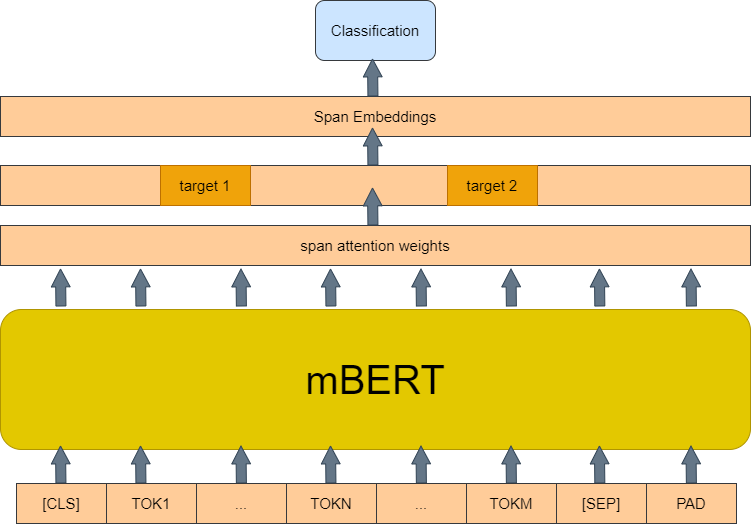 Classification
Span Embeddings
target 1 target 2
span attention weights
mBERT
[CLS] TOK1 ... TOKN ... TOKM [SEP] PAD